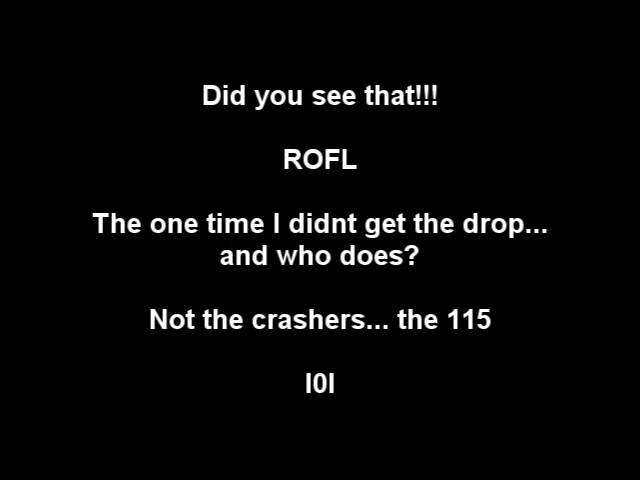 Did you see that!!!
ROFL
The one time I didnt get the drop...
and who does?
Not the crashers... the 115
l0l